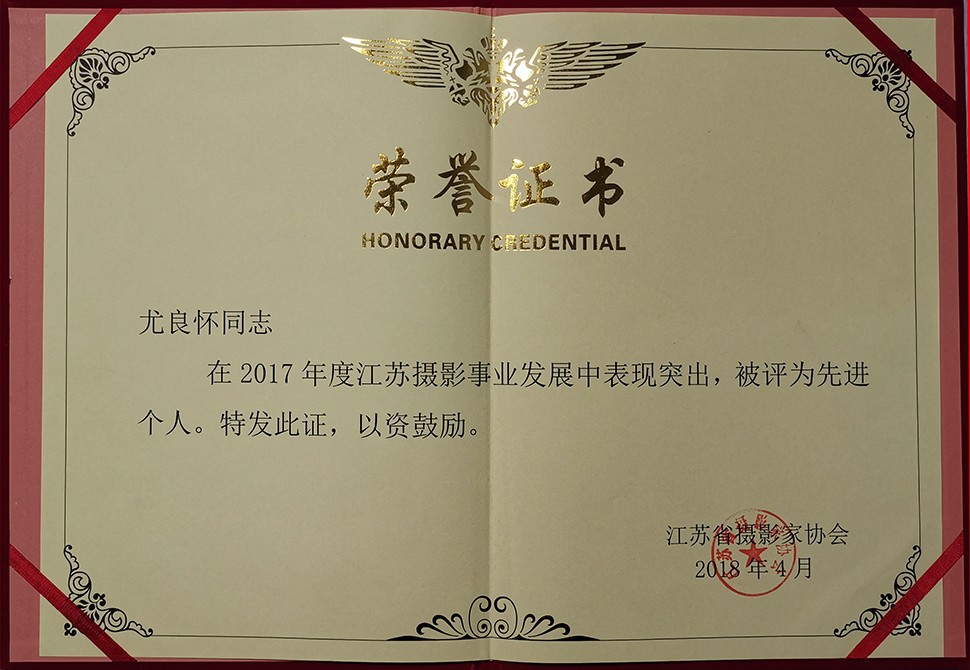 荣誉证书
HONORARY CREDENTIAL
尤良怀同志
在 2017 年度江苏摄影事业发展中表现突出，被评为先进
个人。特发此证，以资鼓励。
江苏省摄影家协会
2018 年 4 月